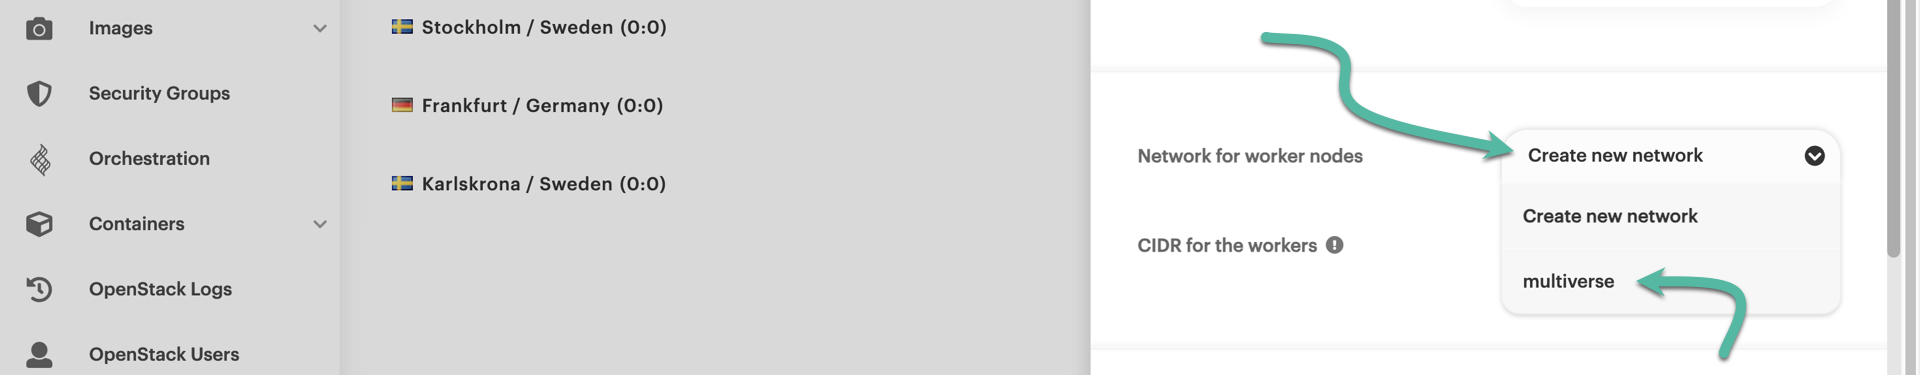 Images
Security Groups
Orchestration
Containers
OpenStack Logs
OpenStack Users
Stockholm / Sweden (0:0)
Frankfurt / Germany (0:0)
Karlskrona / Sweden (0:0)
Network for worker nodes
Create new network
Create new network
multiverse
CIDR for the workers